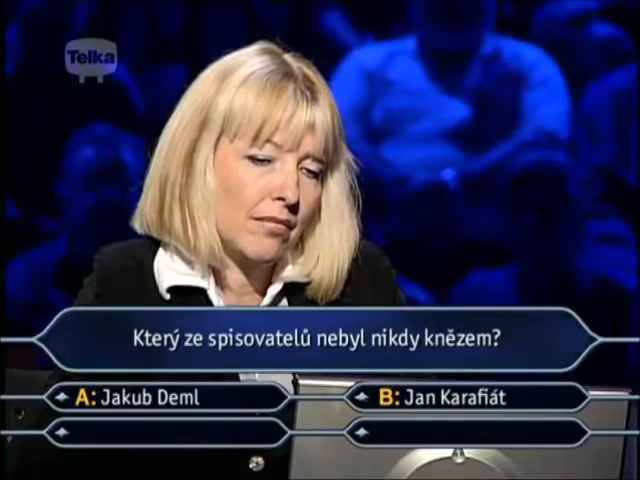 Telka
Který ze spisovatelů nebyl nikdy knězem?
A: Jakub Deml
B: Jan Karafiát